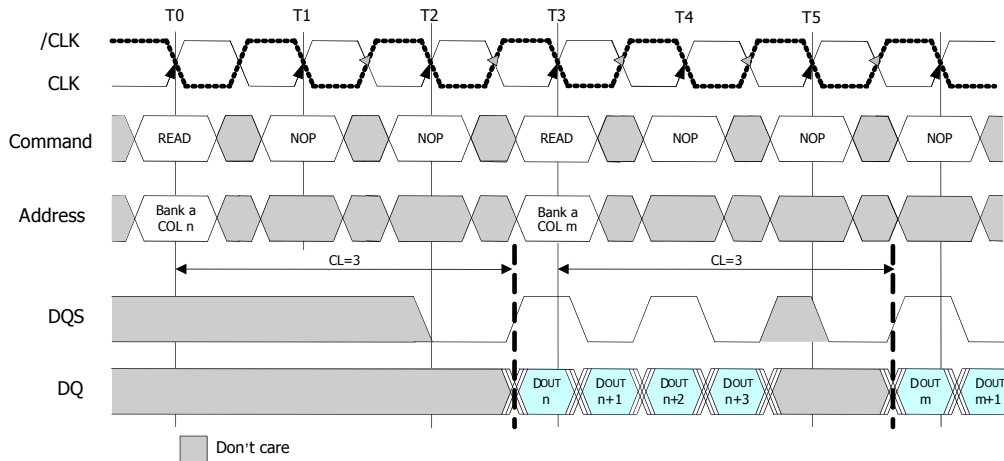 T0 T1 T2 T3 T4 T5
/CLK
CLK
Command READ NOP NOP READ NOP NOP NOP
Address Bank a COL n Bank a COL m
CL=3 CL=3
DQS
DQ DOUT n DOUT n+1 DOUT n+2 DOUT n+3 DOUT m DOUT m+1
Don't care